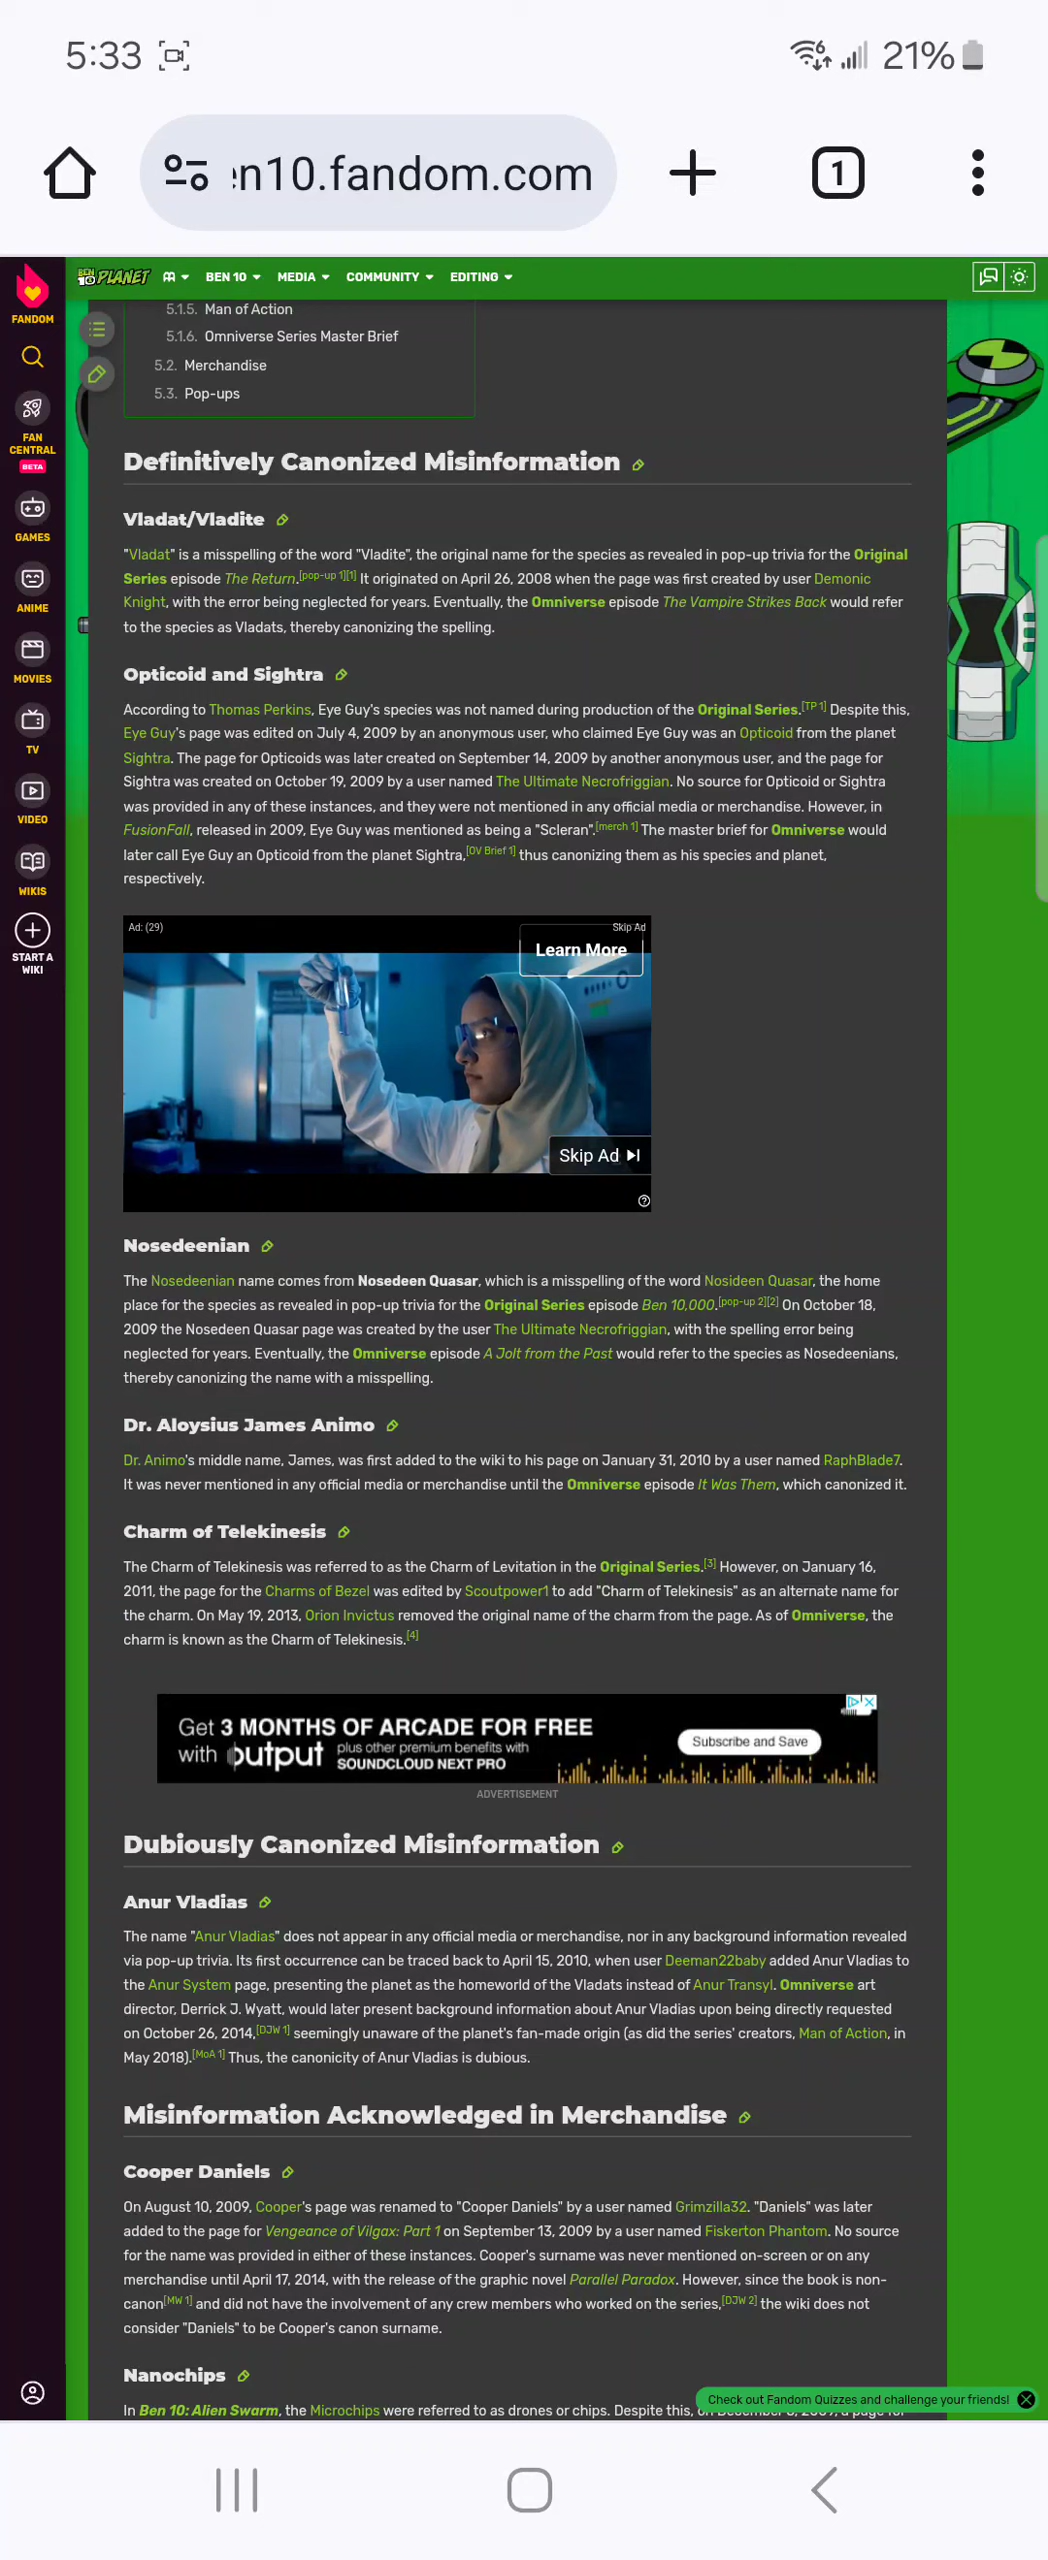 5:33
21%
en10.fandom.com
1
BEN 10 PLANET
BEN 10
MEDIA
COMMUNITY
EDITING
FANDOM
FAN
CENTRAL
BETA
GAMES
ANIME
MOVIES
TV
VIDEO
WIKIS
START A
WIKI
5.1.5. Man of Action
5.1.6. Omniverse Series Master Brief
5.2. Merchandise
5.3. Pop-ups
Definitively Canonized Misinformation
Vladat/Vladite
"Vladat" is a misspelling of the word "Vladite", the original name for the species as revealed in pop-up trivia for the Original
Series episode The Return.[pop-up 1][1] It originated on April 26, 2008 when the page was first created by user Demonic
Knight, with the error being neglected for years. Eventually, the Omniverse episode The Vampire Strikes Back would refer
to the species as Vladats, thereby canonizing the spelling.
Opticoid and Sightra
According to Thomas Perkins, Eye Guy's species was not named during production of the Original Series.[TP 1] Despite this,
Eye Guy's page was edited on July 4, 2009 by an anonymous user, who claimed Eye Guy was an Opticoid from the planet
Sightra. The page for Opticoids was later created on September 14, 2009 by another anonymous user, and the page for
Sightra was created on October 19, 2009 by a user named The Ultimate Necrofriggian. No source for Opticoid or Sightra
was provided in any of these instances, and they were not mentioned in any official media or merchandise. However, in
FusionFall, released in 2009, Eye Guy was mentioned as being a "Scleran".[merch 1] The master brief for Omniverse would
later call Eye Guy an Opticoid from the planet Sightra,[OV Brief 1] thus canonizing them as his species and planet,
respectively.
Ad: (29)
Skip Ad
Learn More
Skip Ad
Nosedeenian
The Nosedeenian name comes from Nosedeen Quasar, which is a misspelling of the word Nosideen Quasar, the home
place for the species as revealed in pop-up trivia for the Original Series episode Ben 10,000.[pop-up 2][2] On October 18,
2009 the Nosedeen Quasar page was created by the user The Ultimate Necrofriggian, with the spelling error being
neglected for years. Eventually, the Omniverse episode A Jolt from the Past would refer to the species as Nosedeenians,
thereby canonizing the name with a misspelling.
Dr. Aloysius James Animo
Dr. Animo's middle name, James, was first added to the wiki to his page on January 31, 2010 by a user named RaphBlade7.
It was never mentioned in any official media or merchandise until the Omniverse episode It Was Them, which canonized it.
Charm of Telekinesis
The Charm of Telekinesis was referred to as the Charm of Levitation in the Original Series.[3] However, on January 16,
2011, the page for the Charms of Bezel was edited by Scoutpower1 to add "Charm of Telekinesis" as an alternate name for
the charm. On May 19, 2013, Orion Invictus removed the original name of the charm from the page. As of Omniverse, the
charm is known as the Charm of Telekinesis.[4]
Get 3 MONTHS OF ARCADE FOR FREE
with output plus other premium benefits with
SOUNDCLOUD NEXT PRO
Subscribe and Save
ADVERTISEMENT
Dubiously Canonized Misinformation
Anur Vladias
The name "Anur Vladias" does not appear in any official media or merchandise, nor in any background information revealed
via pop-up trivia. Its first occurrence can be traced back to April 15, 2010, when user Deeman22baby added Anur Vladias to
the Anur System page, presenting the planet as the homeworld of the Vladats instead of Anur Transyl. Omniverse art
director, Derrick J. Wyatt, would later present background information about Anur Vladias upon being directly requested
on October 26, 2014,[DJW 1] seemingly unaware of the planet's fan-made origin (as did the series' creators, Man of Action, in
May 2018).[MoA 1] Thus, the canonicity of Anur Vladias is dubious.
Misinformation Acknowledged in Merchandise
Cooper Daniels
On August 10, 2009, Cooper's page was renamed to "Cooper Daniels" by a user named Grimzilla32. "Daniels" was later
added to the page for Vengeance of Vilgax: Part 1 on September 13, 2009 by a user named Fiskerton Phantom. No source
for the name was provided in either of these instances. Cooper's surname was never mentioned on-screen or on any
merchandise until April 17, 2014, with the release of the graphic novel Parallel Paradox. However, since the book is non-
canon[MW 1] and did not have the involvement of any crew members who worked on the series,[DJW 2] the wiki does not
consider "Daniels" to be Cooper's canon surname.
Nanochips
Check out Fandom Quizzes and challenge your friends!
In Ben 10: Alien Swarm, the Microchips were referred to as drones or chips. Despite this, on December 6, 2009, a page for